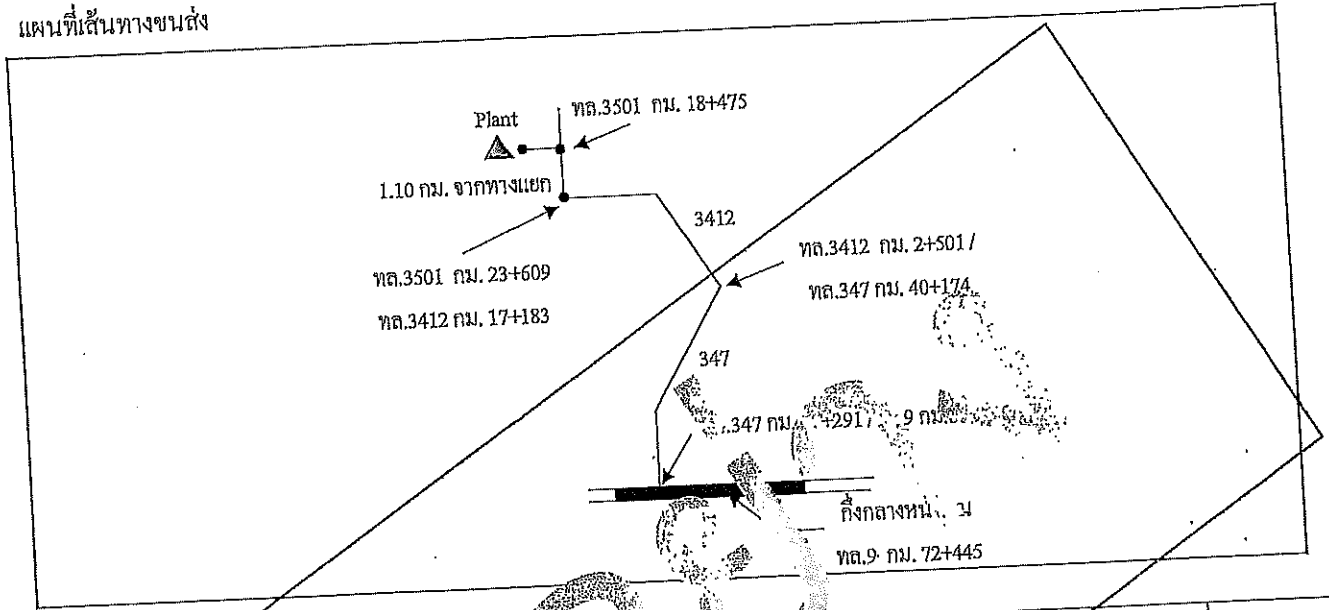 แผนที่เส้นทางขนส่ง
Plant
ทล.3501 กม. 18+475
1.10 กม. จากทางแยก
3412
ทล.3501 กม. 23+609
ทล.3412 กม. 17+183
ทล.3412 กม. 2+501 /
ทล.347 กม. 40+174
347
347 กม. +291 / 9 กม.
กึ่งกลางหน่
ทล.9 กม. 72+445